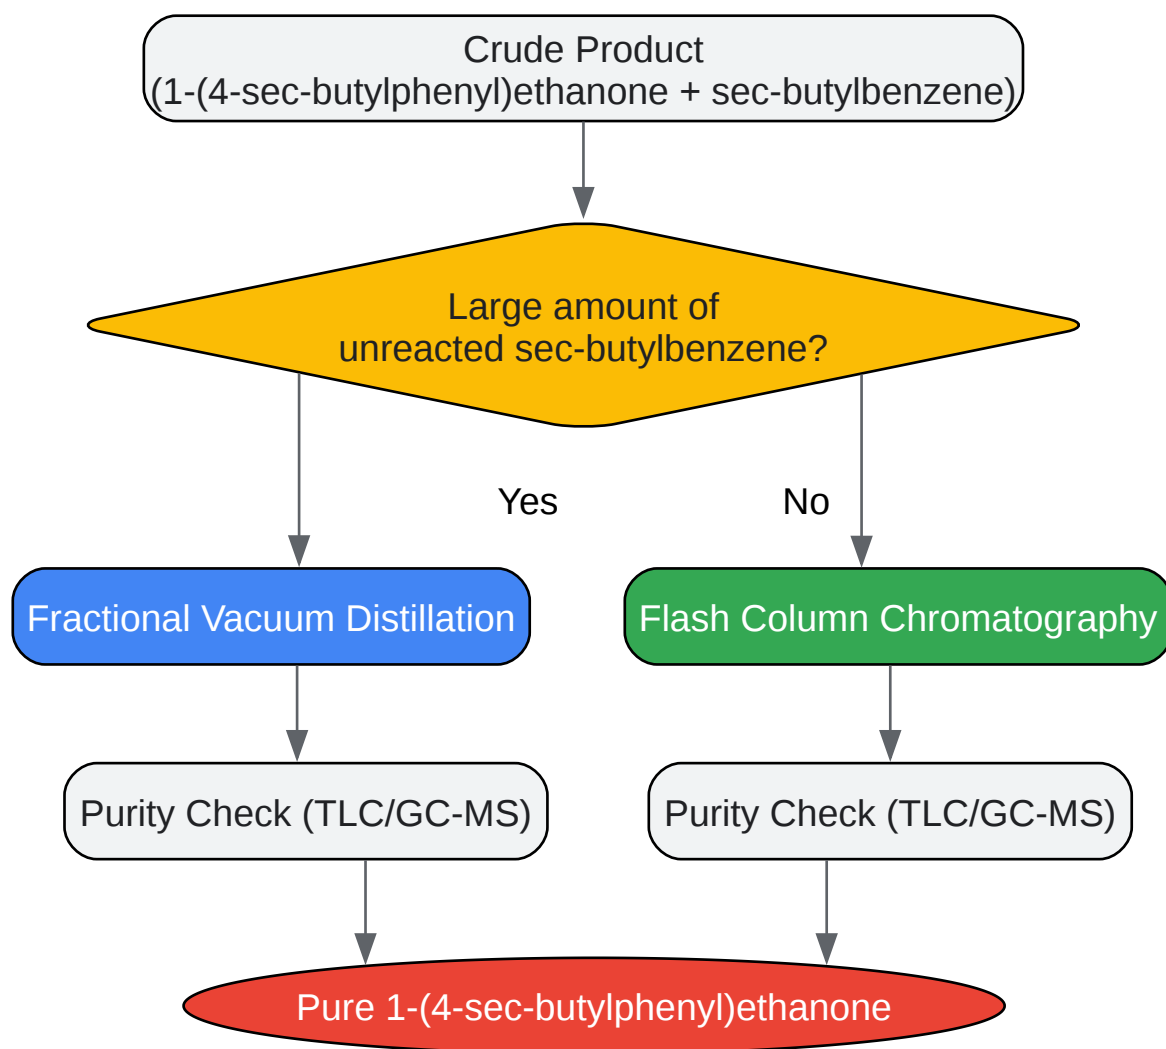 Crude Product
(1-(4-sec-butylphenyl)ethanone + sec-butylbenzene)
Large amount of
unreacted sec-butylbenzene?
Yes
No
Fractional Vacuum Distillation
Flash Column Chromatography
Purity Check (TLC/GC-MS)
Purity Check (TLC/GC-MS)
Pure 1-(4-sec-butylphenyl)ethanone